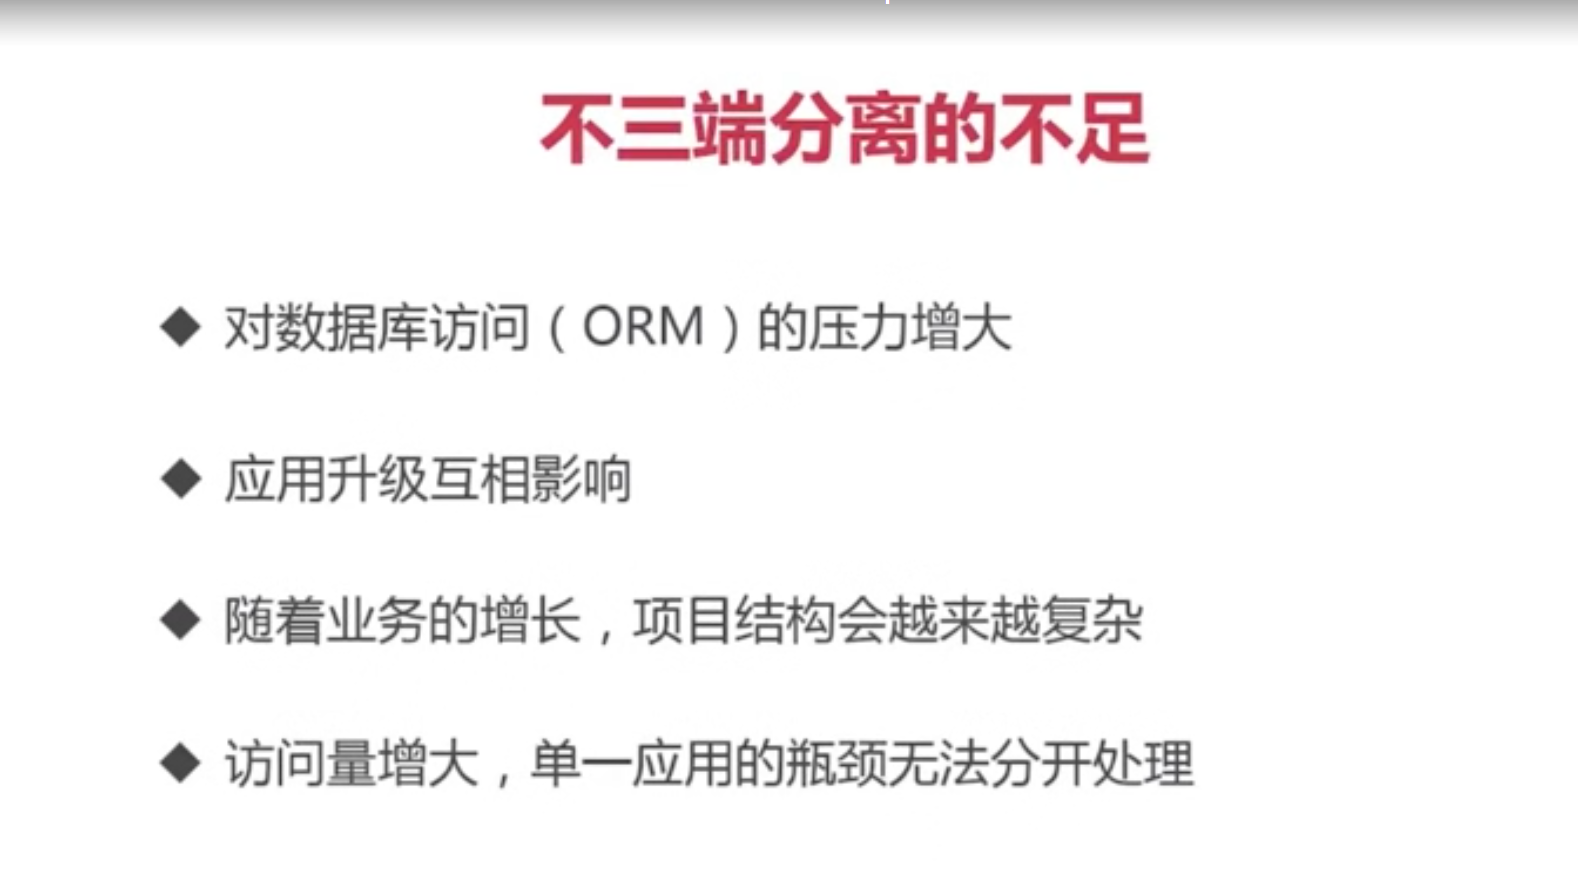 不三端分离的不足
◆ 对数据库访问（ORM）的压力增大
◆ 应用升级互相影响
◆ 随着业务的增长，项目结构会越来越复杂
◆ 访问量增大，单一应用的瓶颈无法分开处理